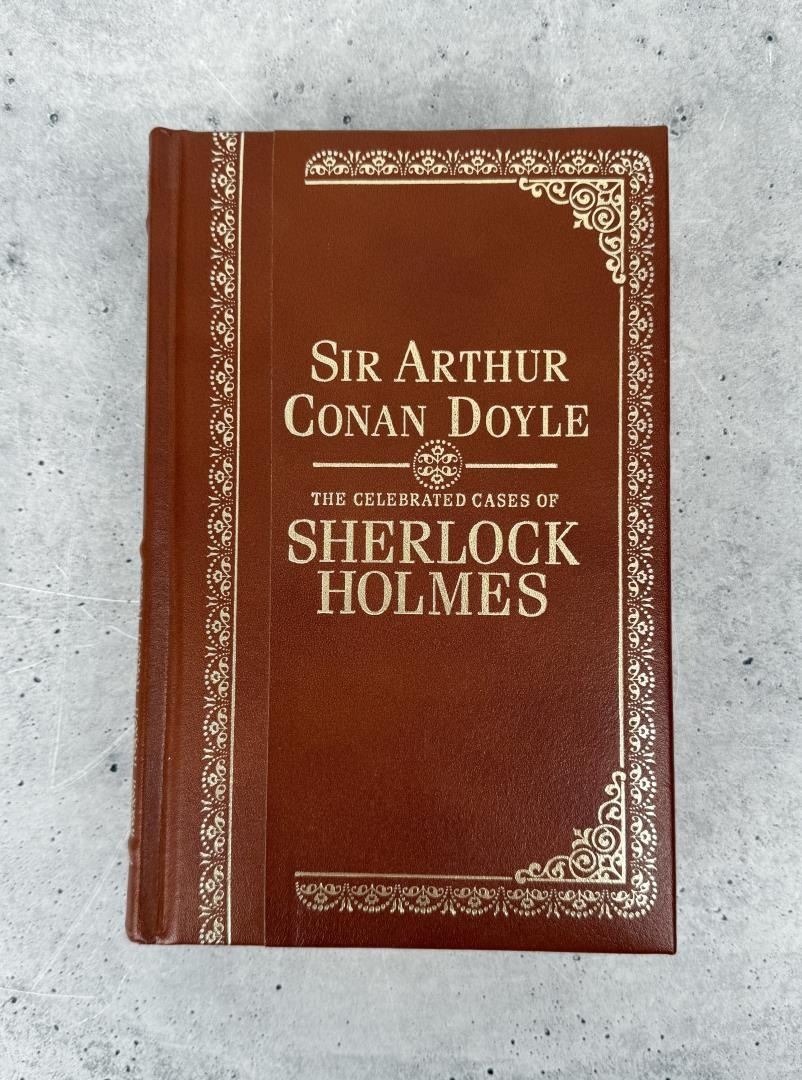 SIR ARTHUR
CONAN DOYLE
THE CELEBRATED CASES OF
SHERLOCK
HOLMES